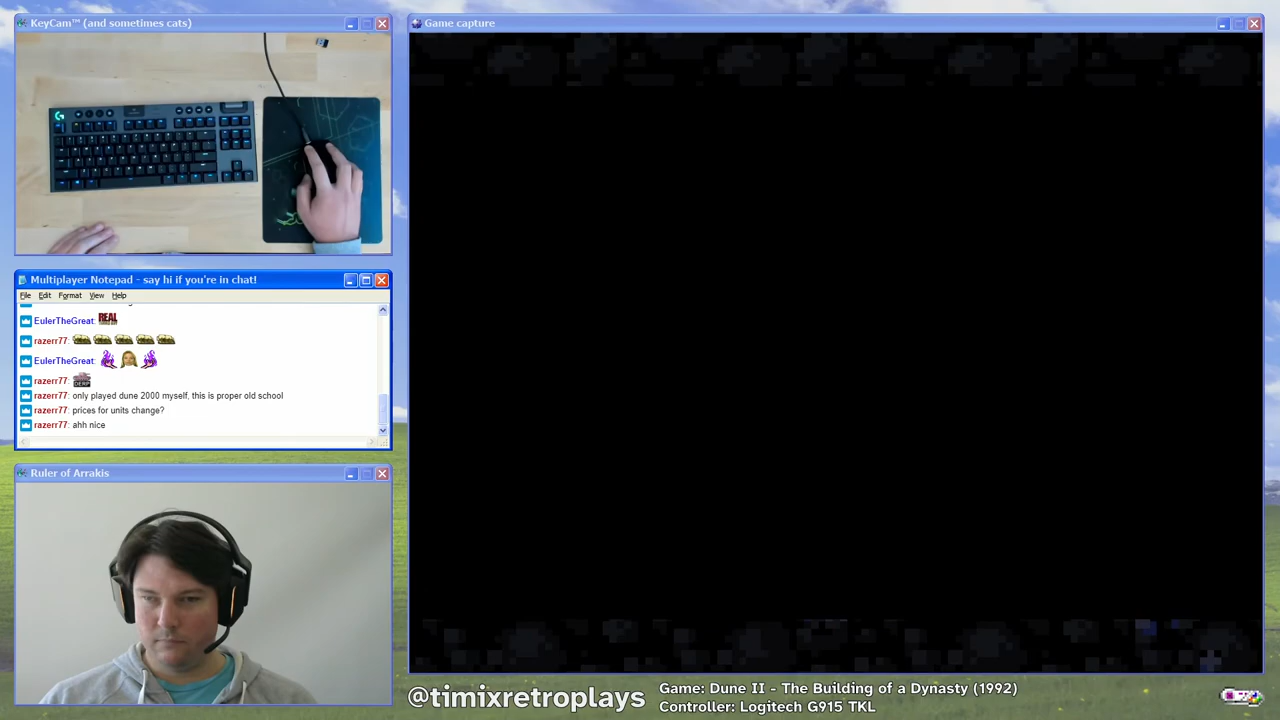 KeyCam™ (and sometimes cats)
Game capture
Multiplayer Notepad - say hi if you're in chat!
File Edit Format View Help
EulerTheGreat: REAL
razerr77:
EulerTheGreat:
razerr77: DERP
razerr77: only played dune 2000 myself, this is proper old school
razerr77: prices for units change?
razerr77: ahh nice
Ruler of Arrakis
@timixretroplays
Game: Dune II - The Building of a Dynasty (1992)
Controller: Logitech G915 TKL